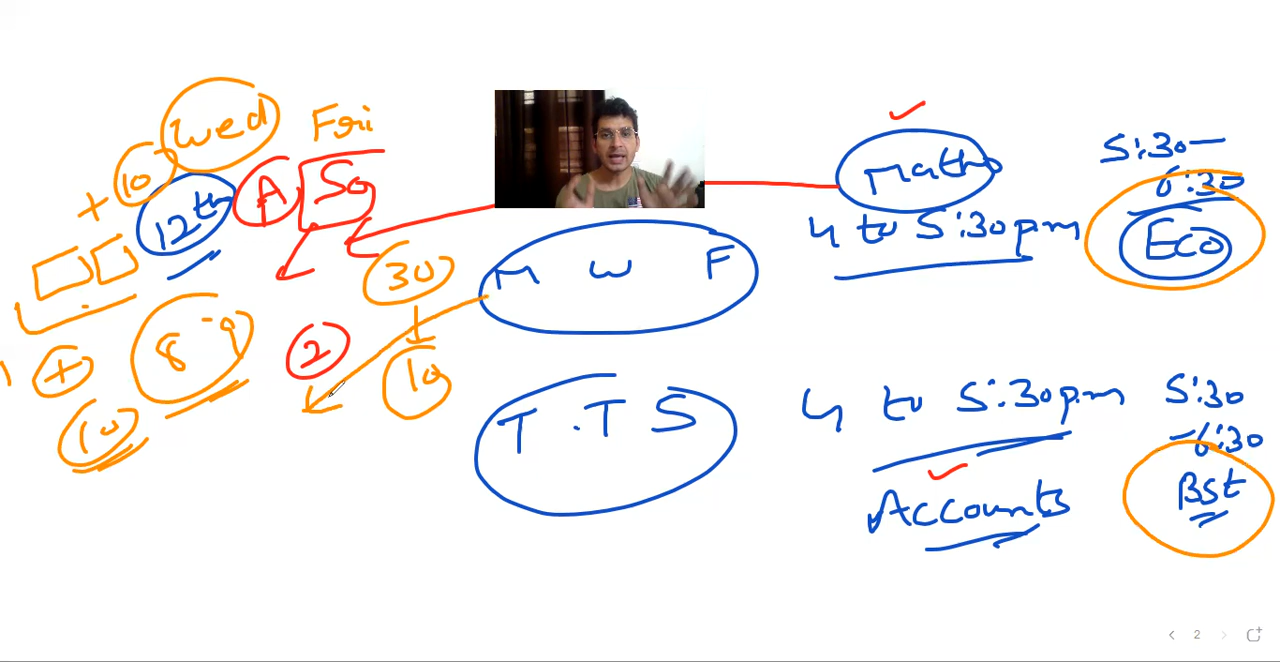 Wed
Fri
+ 10
12th
A
50
30
8-9
2
+
10
10
Maths
4 to 5:30pm
5:30-
6:30
Eco
M W F
T.T S
4 to 5:30pm
5:30
-6:30
Accounts
Bst
2